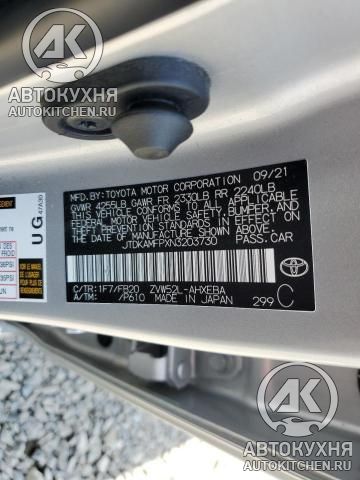 АВТОКУХНЯ
AUTOKITCHEN.RU
MFD. BY: TOYOTA MOTOR CORPORATION 09/21
GVWR 4255LB GAWR FR 2330LB RR 2240LB
THIS VEHICLE CONFORMS TO ALL APPLICABLE
FEDERAL MOTOR VEHICLE SAFETY, BUMPER, AND
THEFT PREVENTION STANDARDS IN EFFECT ON
THE DATE OF MANUFACTURE SHOWN ABOVE.
JTDKAMFPXN3203730
C/TR: 1F7/FB20 ZVW52L-AHXEBA
A/TM: /P610 MADE IN JAPAN 299 C
TOYOTA
UG
47A30
АВТОКУХНЯ
AUTOKITCHEN.RU